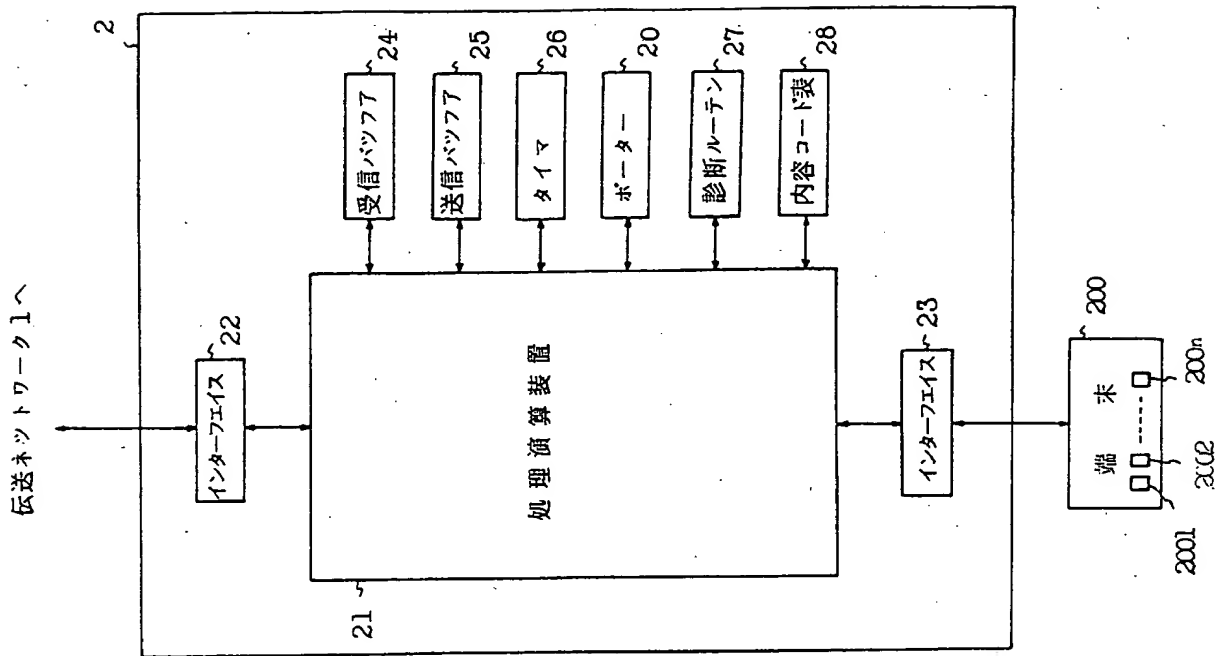 伝送ネットワーク1へ
2
インターフェイス
22
処理演算装置
21
受信バッフア
24
送信バッフア
25
タイマ
26
ポーター
20
診断ルーテン
27
内容コード表
28
インターフェイス
23
端 末
200
2001
2002
200n